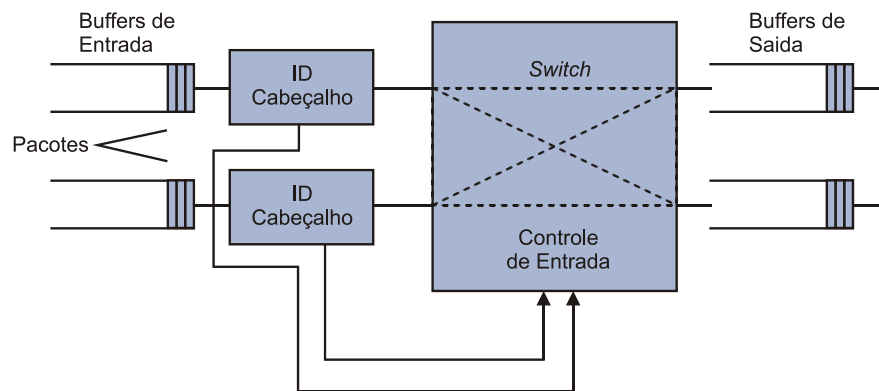 Buffers de
Entrada
ID
Cabeçalho
Switch
Buffers de
Saida
Pacotes
ID
Cabeçalho
Controle
de Entrada